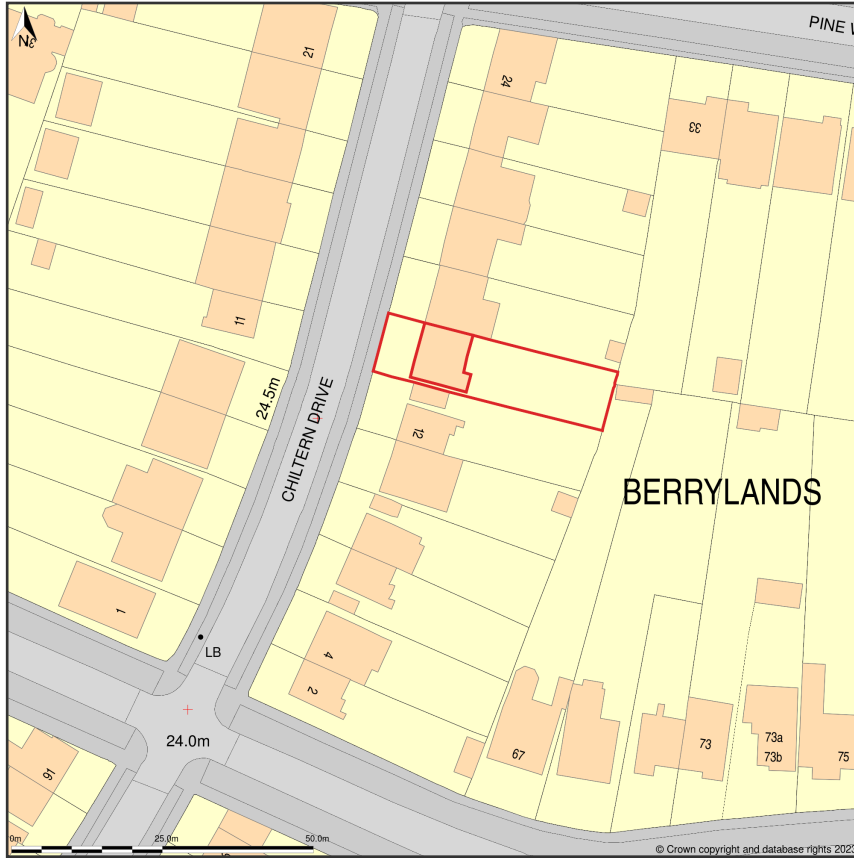 PINE
N
21
24
33
11
24.5m
CHILTERN DRIVE
12
BERRYLANDS
1
LB
4
2
24.0m
67
73
73a
73b
75
91
0m
25.0m
50.0m
© Crown copyright and database rights 2023